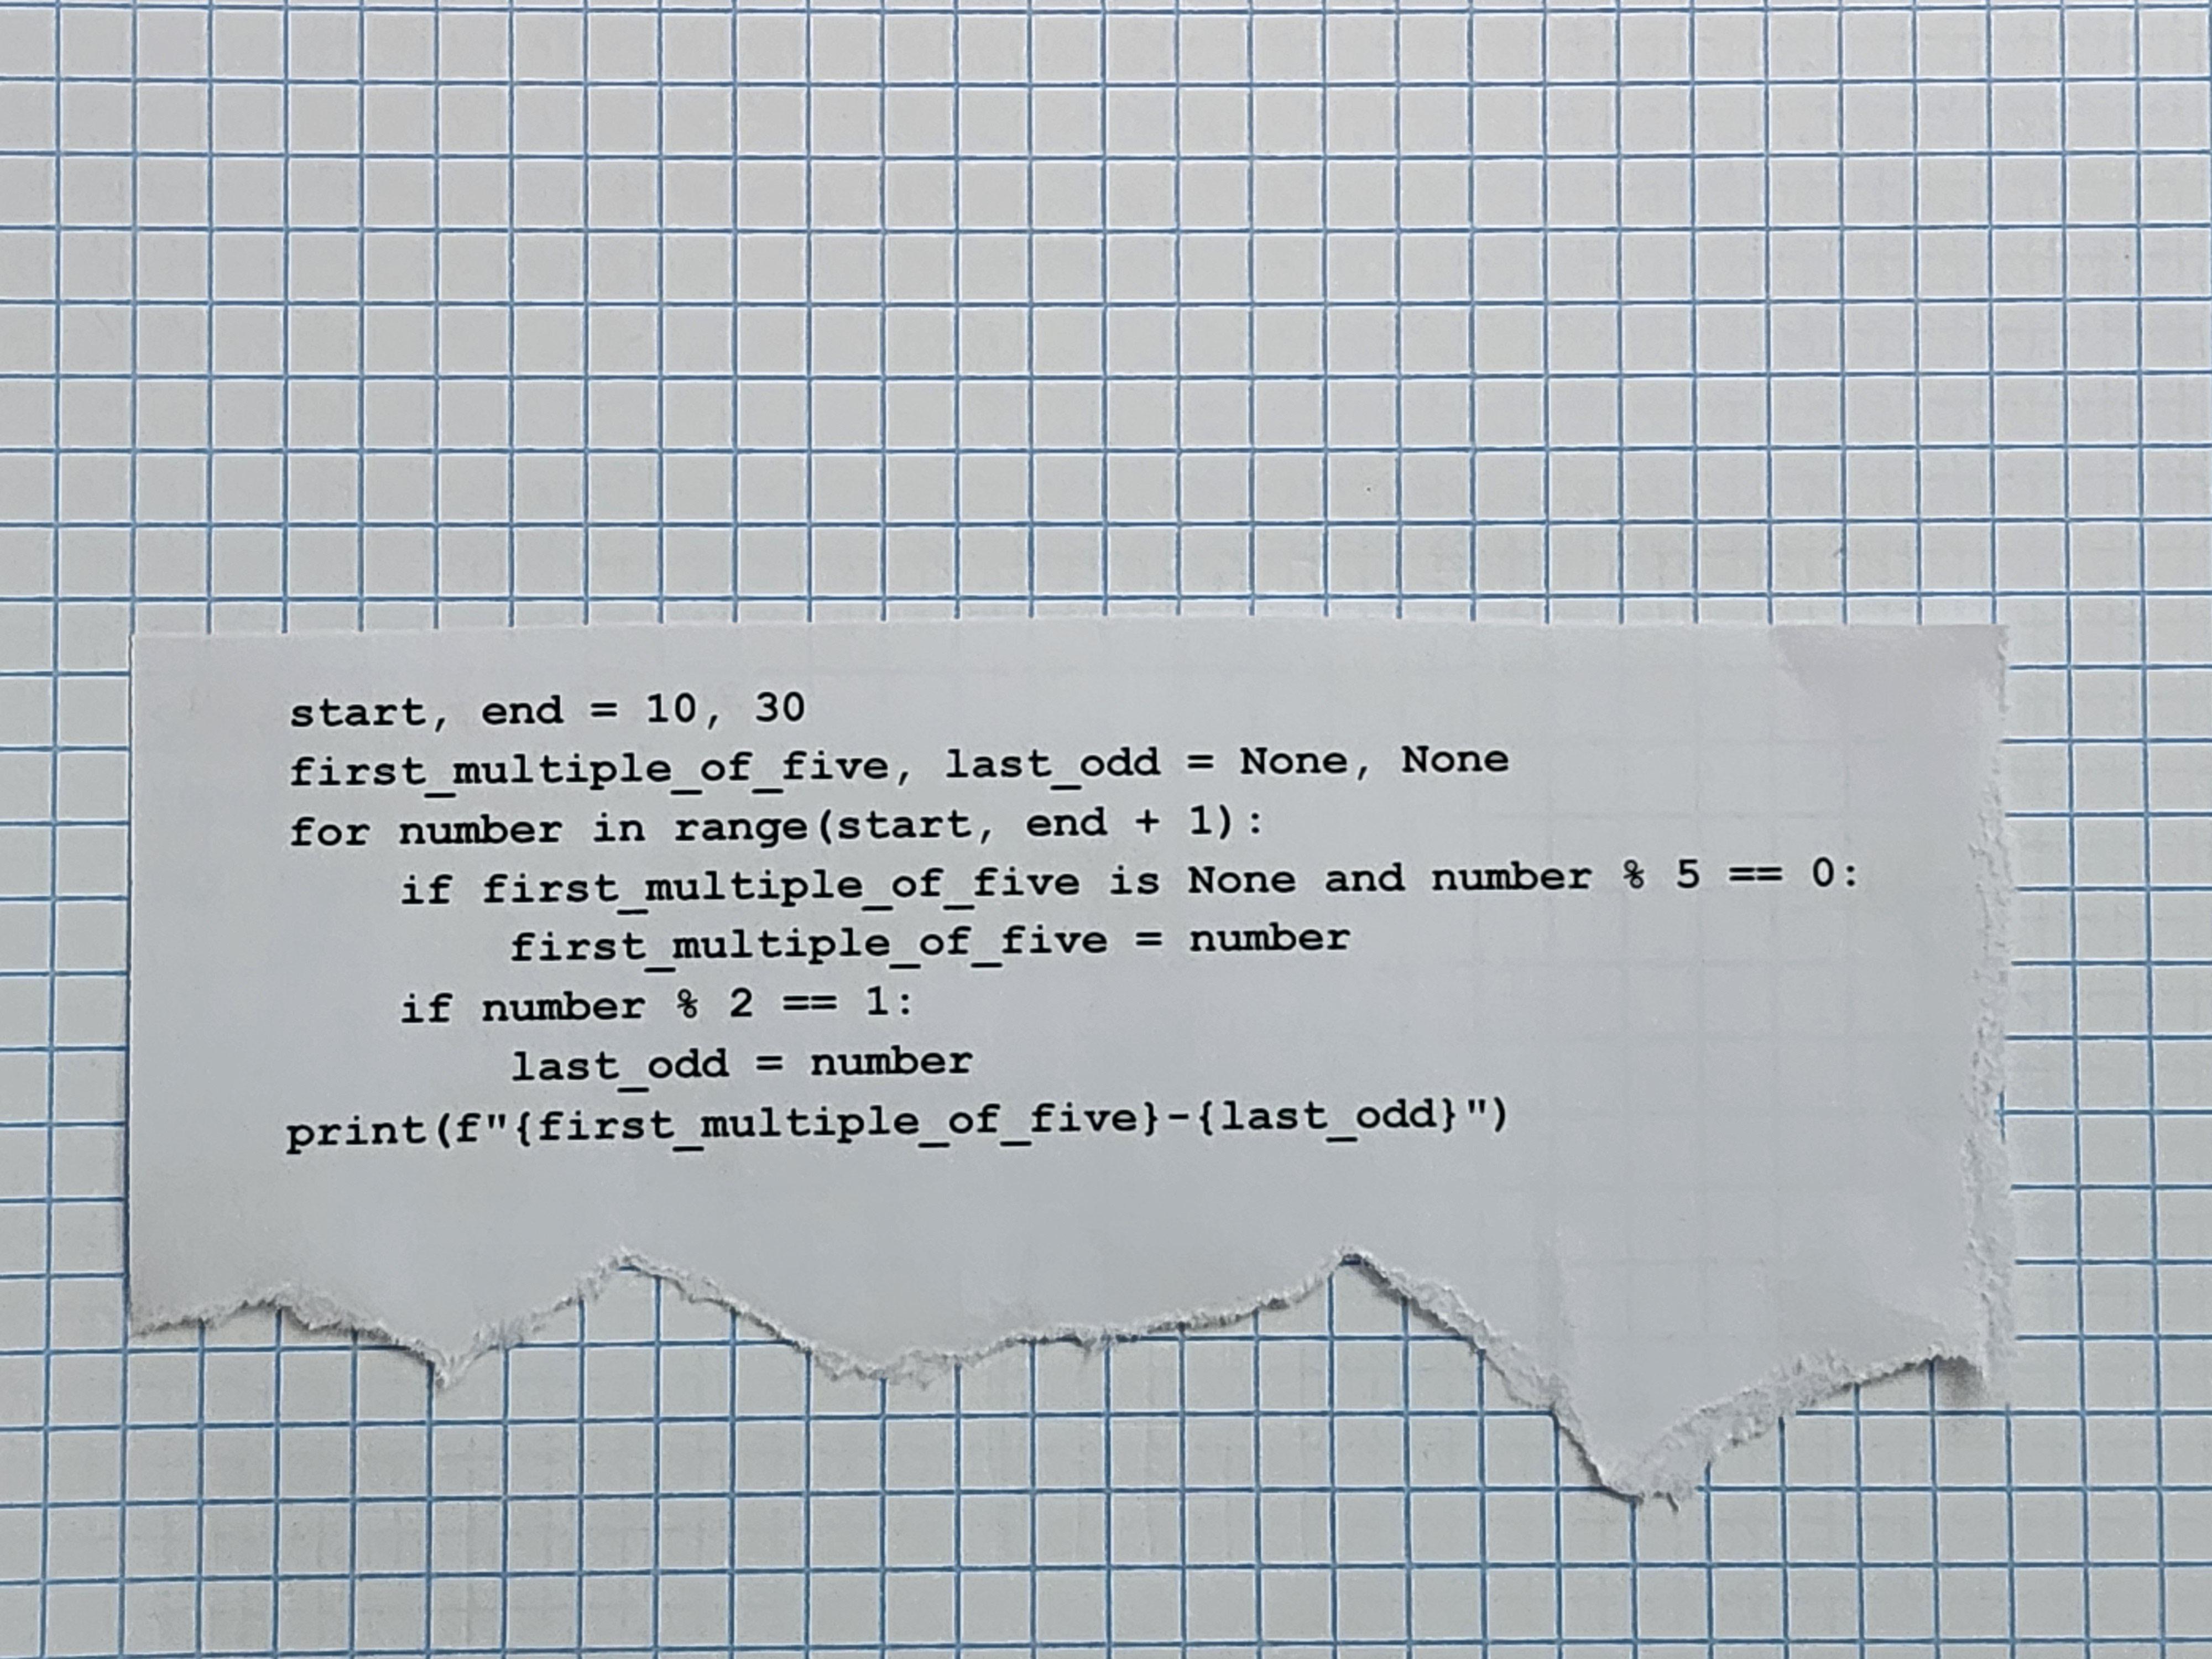 start, end = 10, 30
first_multiple_of_five, last_odd = None, None
for number in range(start, end + 1):
    if first_multiple_of_five is None and number % 5 == 0:
        first_multiple_of_five = number
    if number % 2 == 1:
        last_odd = number
print(f"{first_multiple_of_five}-{last_odd}")